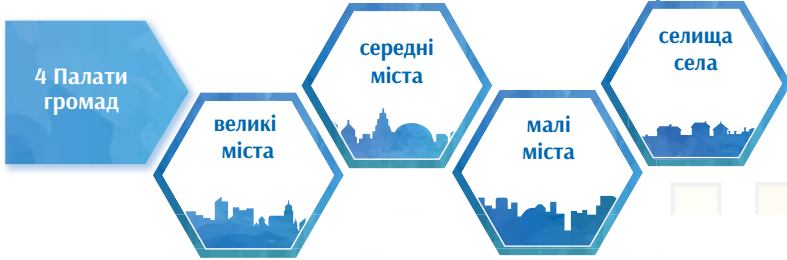 4 Палати
громад
великі
міста
середні
міста
малі
міста
селища
села